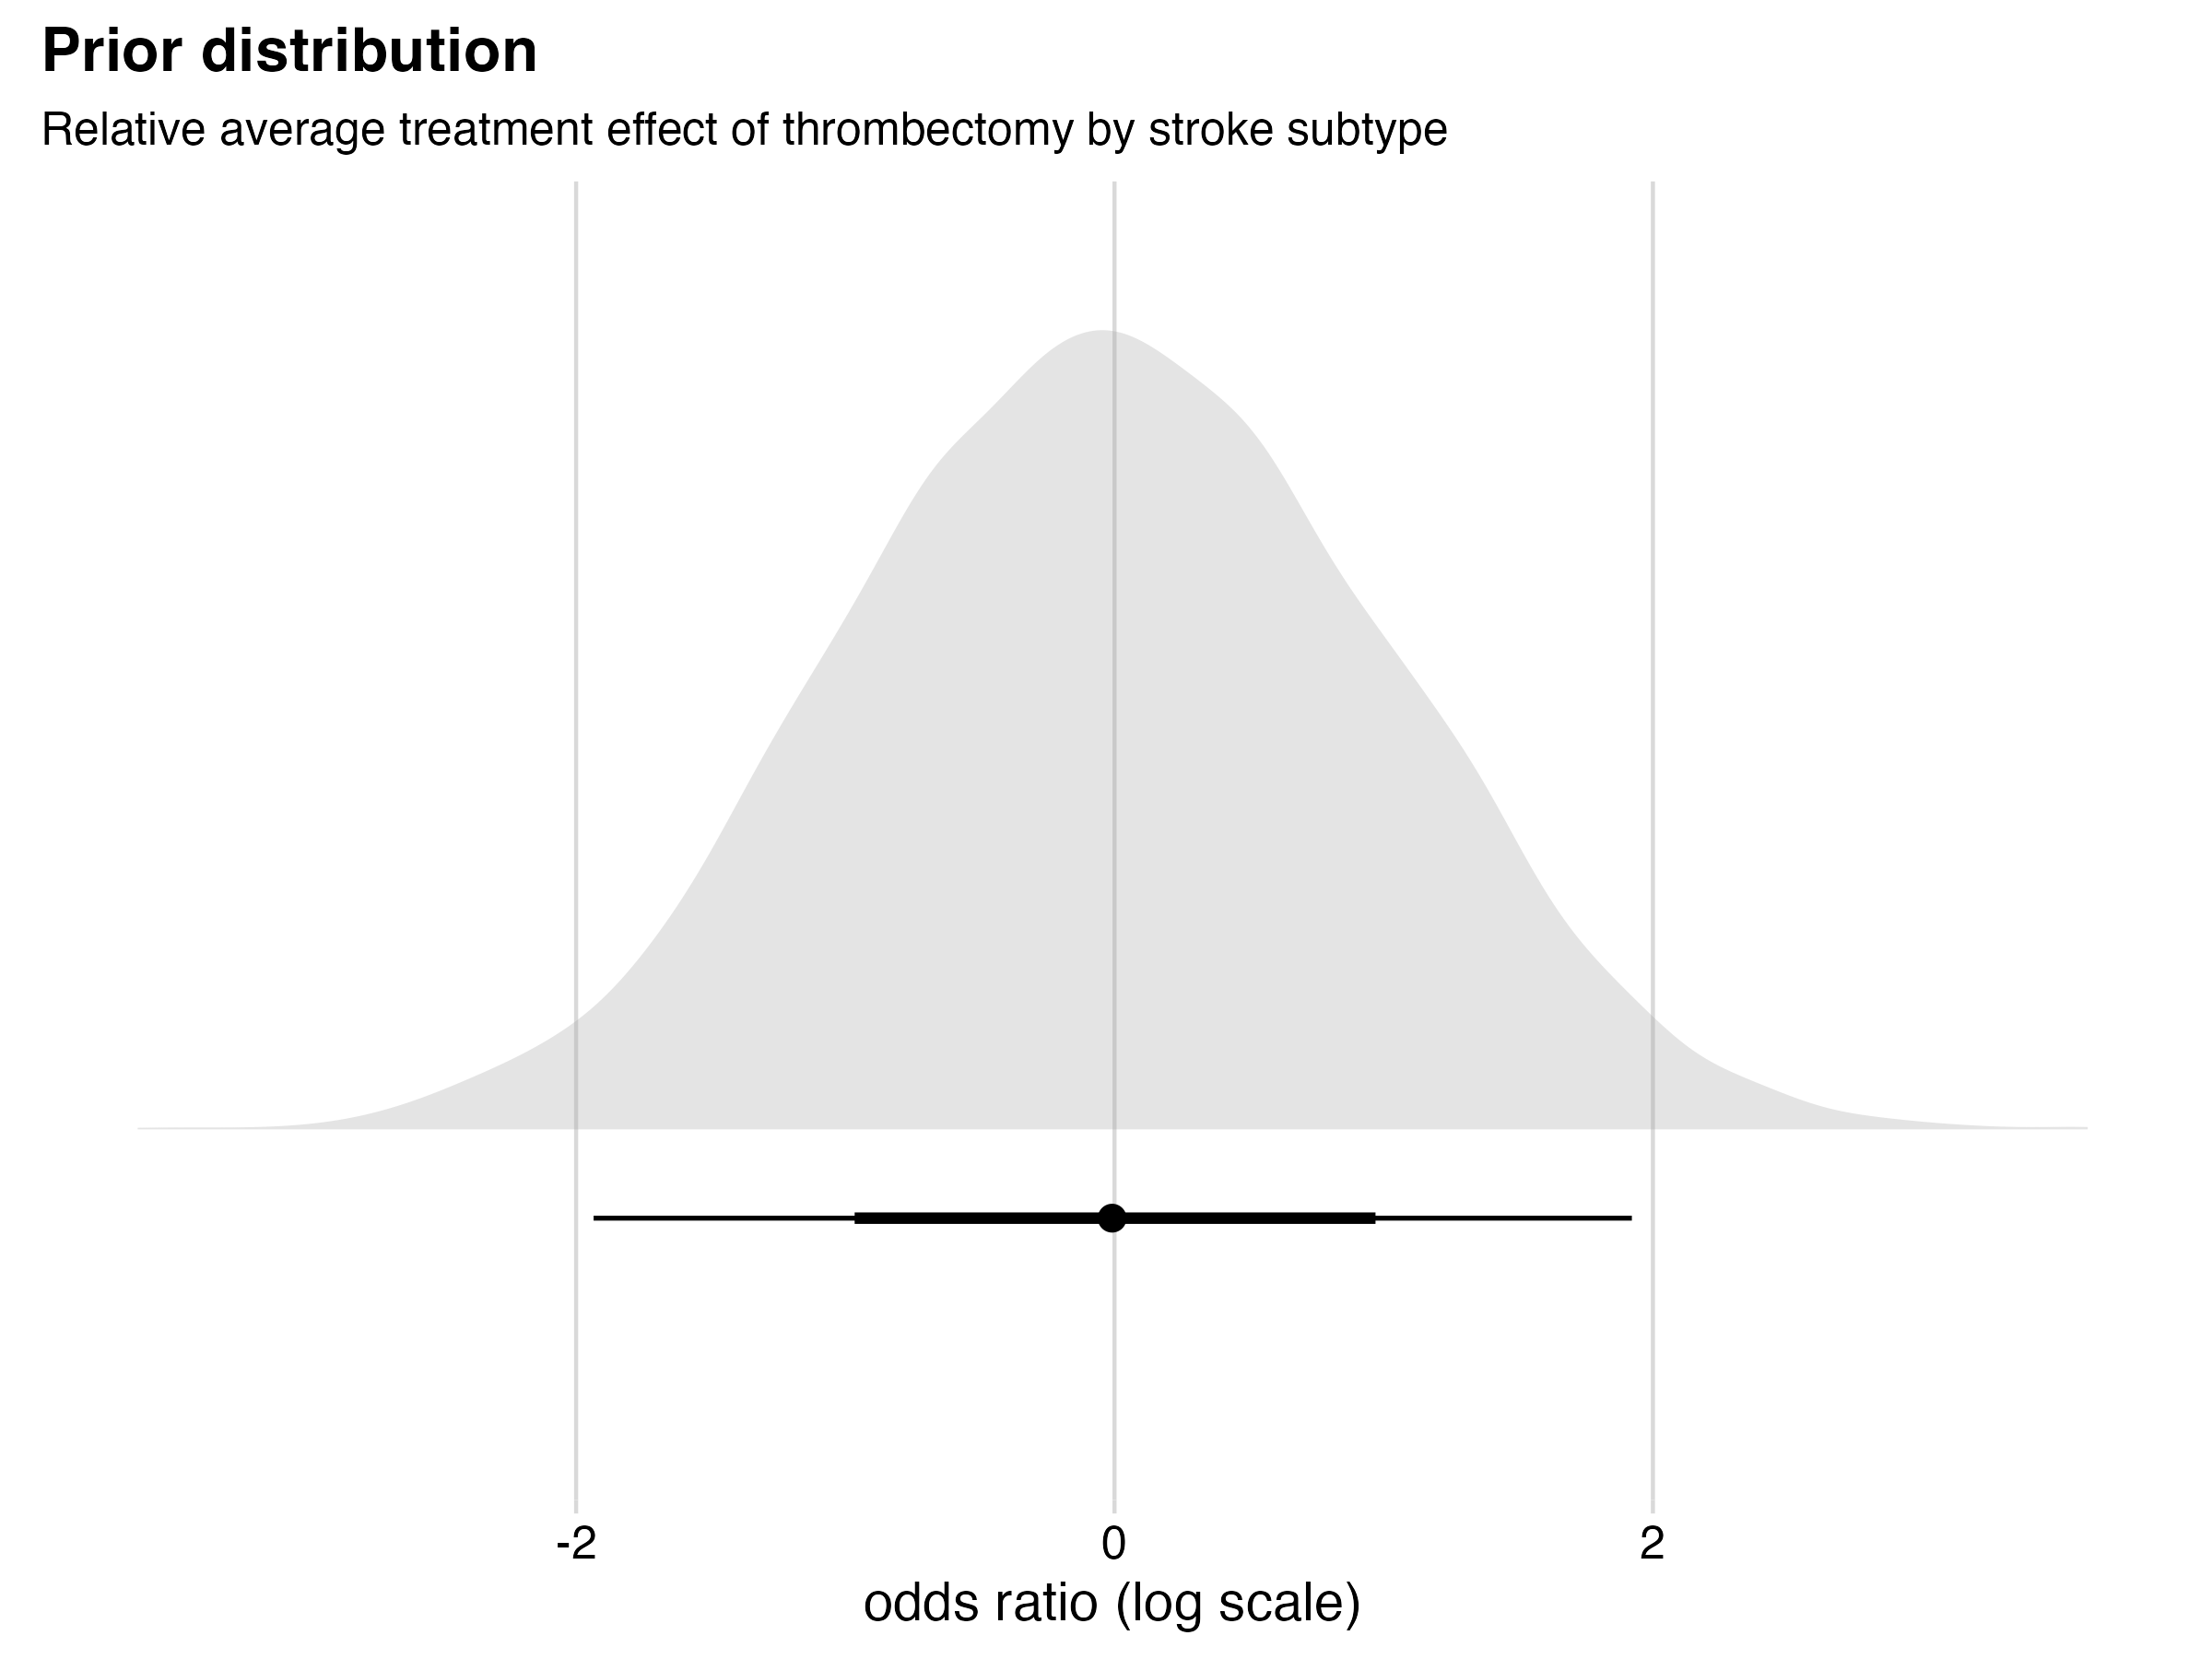 Prior distribution
Relative average treatment effect of thrombectomy by stroke subtype
-2 0 2
odds ratio (log scale)